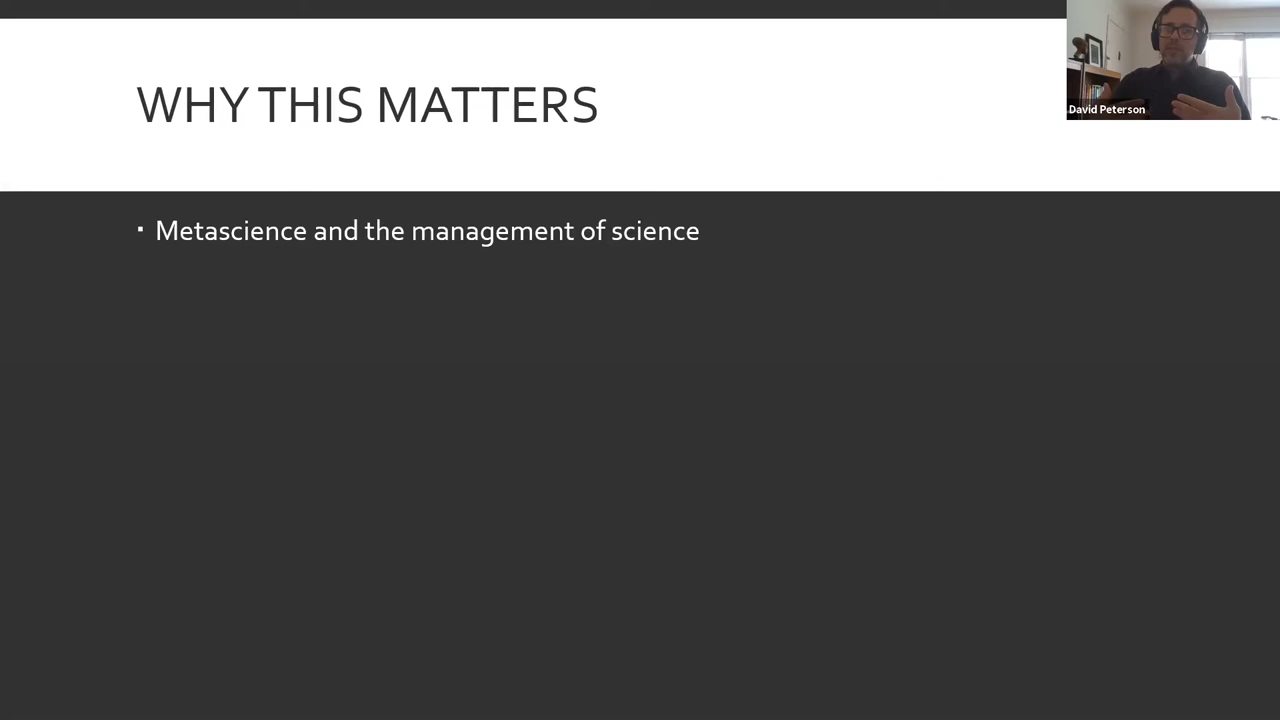 WHY THIS MATTERS
David Peterson
▪ Metascience and the management of science